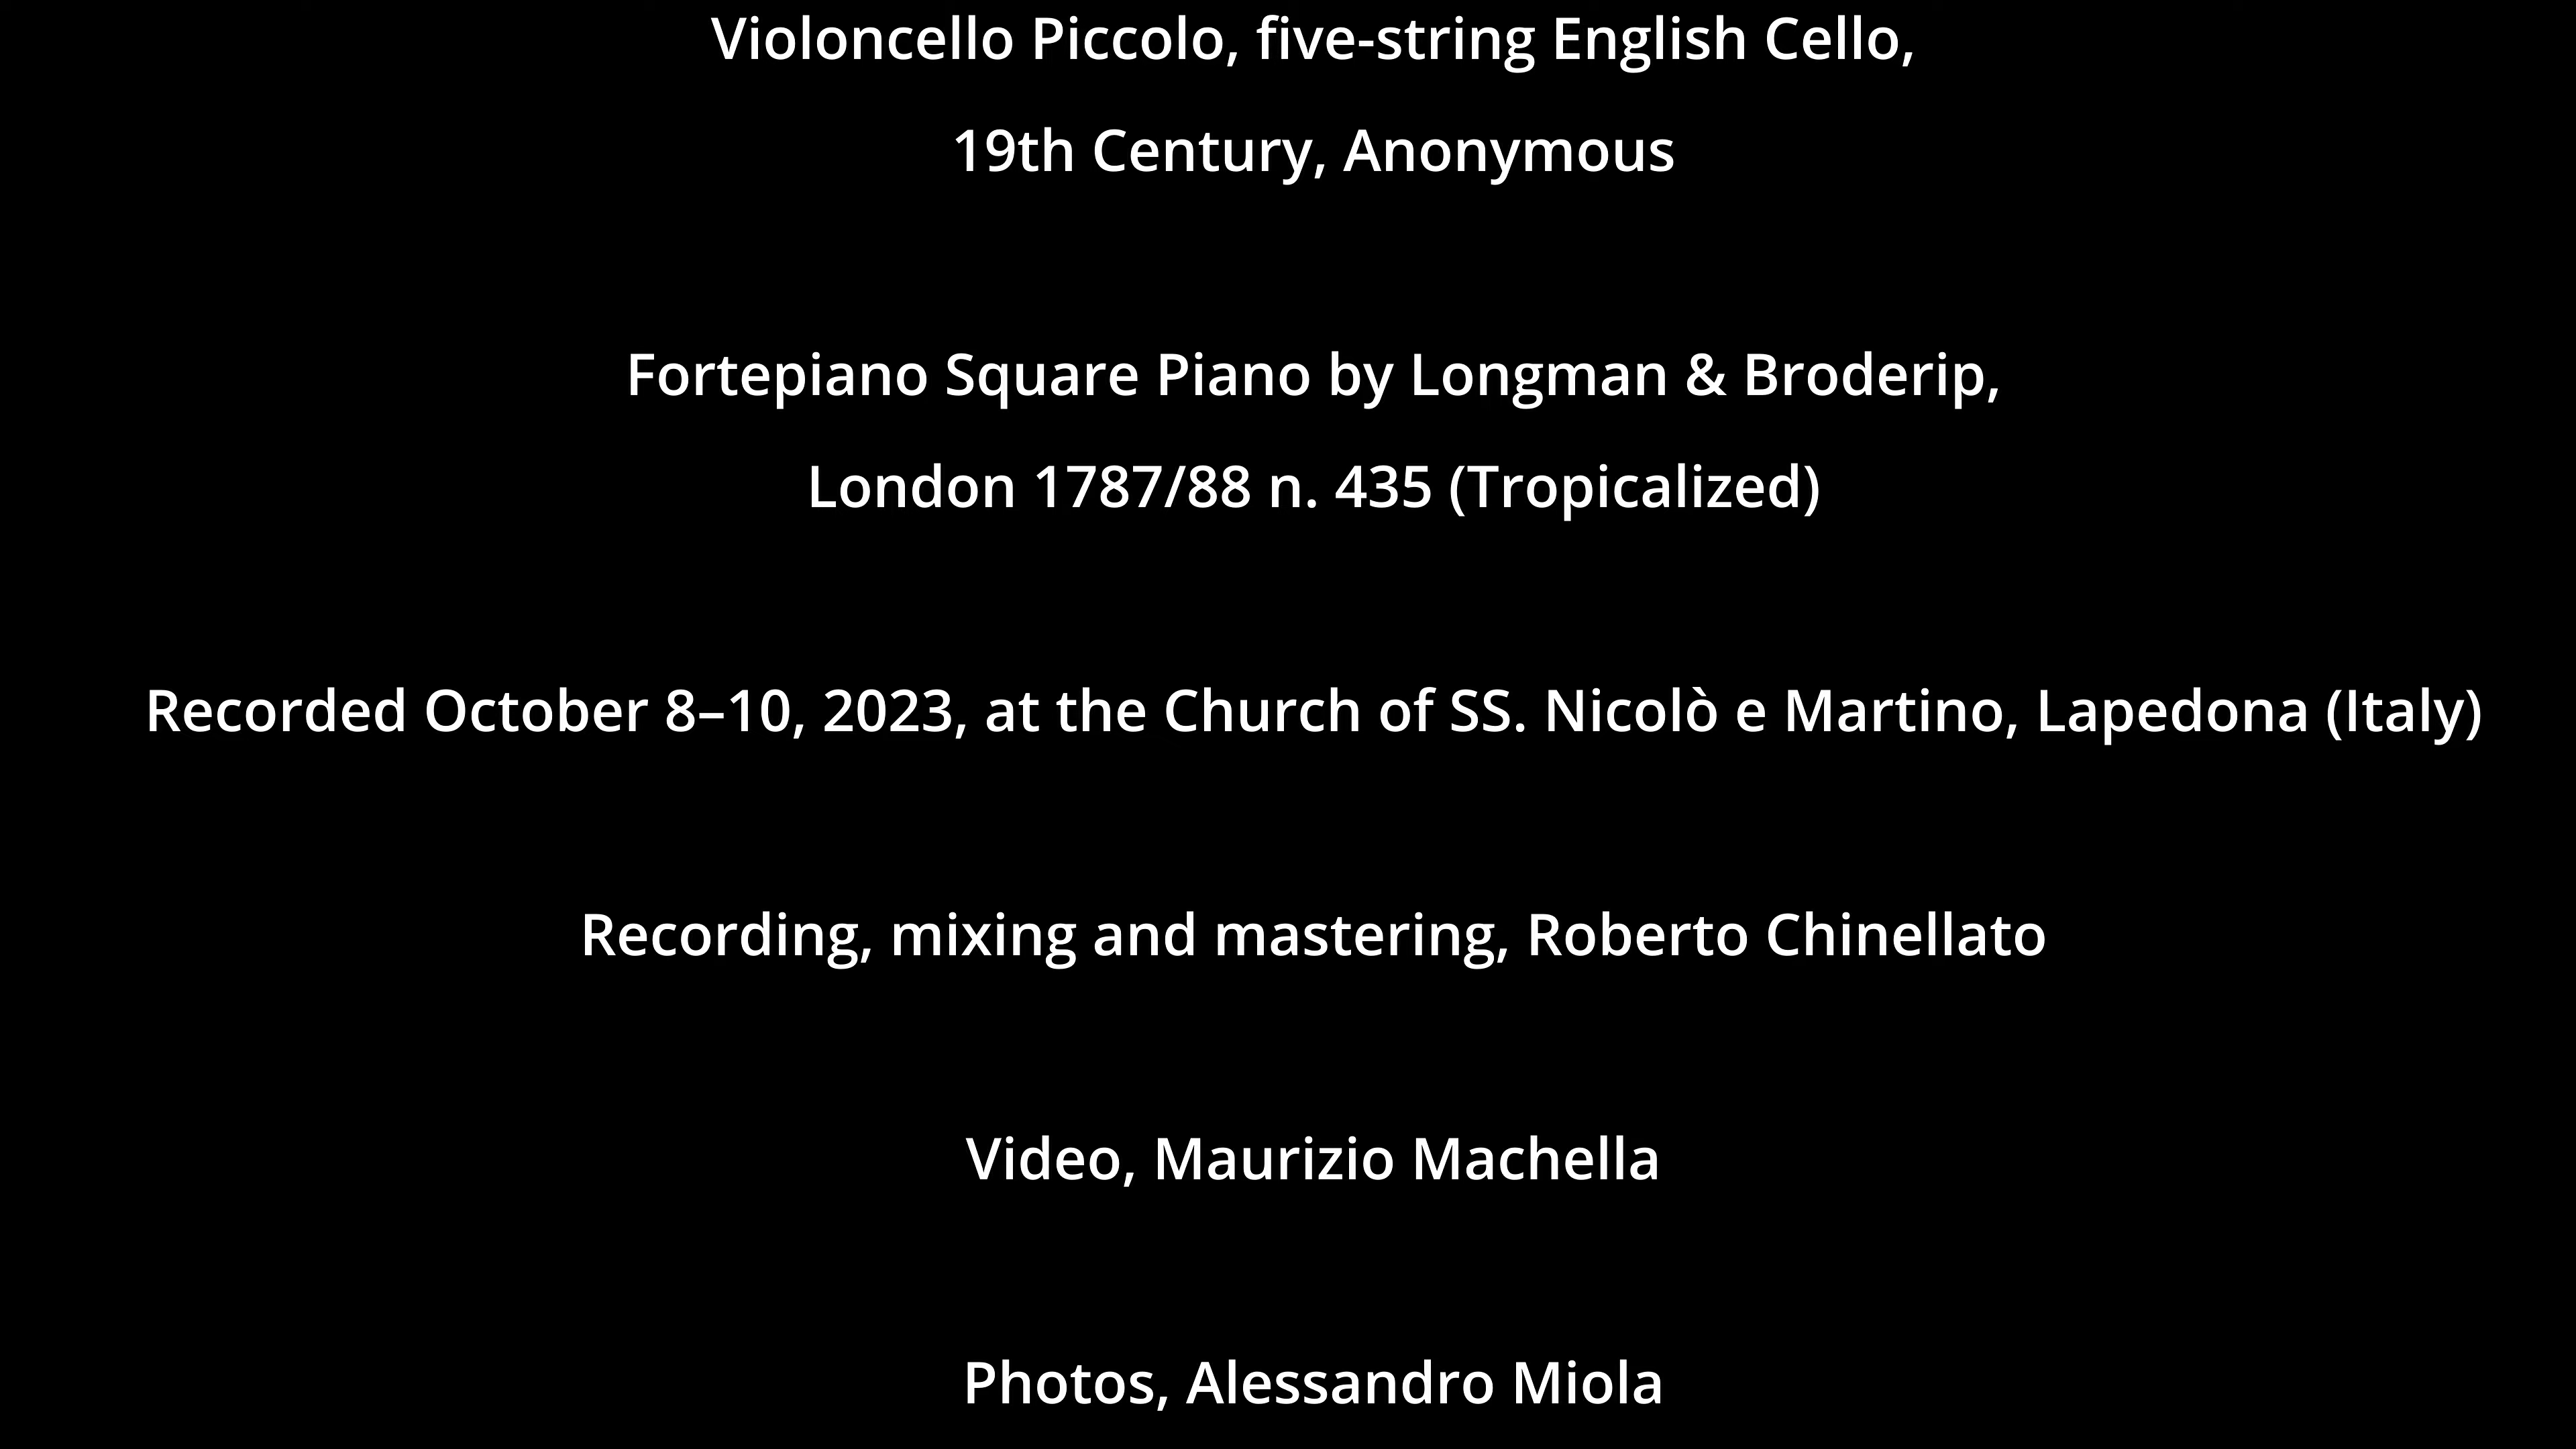 Violoncello Piccolo, five-string English Cello,
19th Century, Anonymous
Fortepiano Square Piano by Longman & Broderip,
London 1787/88 n. 435 (Tropicalized)
Recorded October 8–10, 2023, at the Church of SS. Nicolò e Martino, Lapedona (Italy)
Recording, mixing and mastering, Roberto Chinellato
Video, Maurizio Machella
Photos, Alessandro Miola